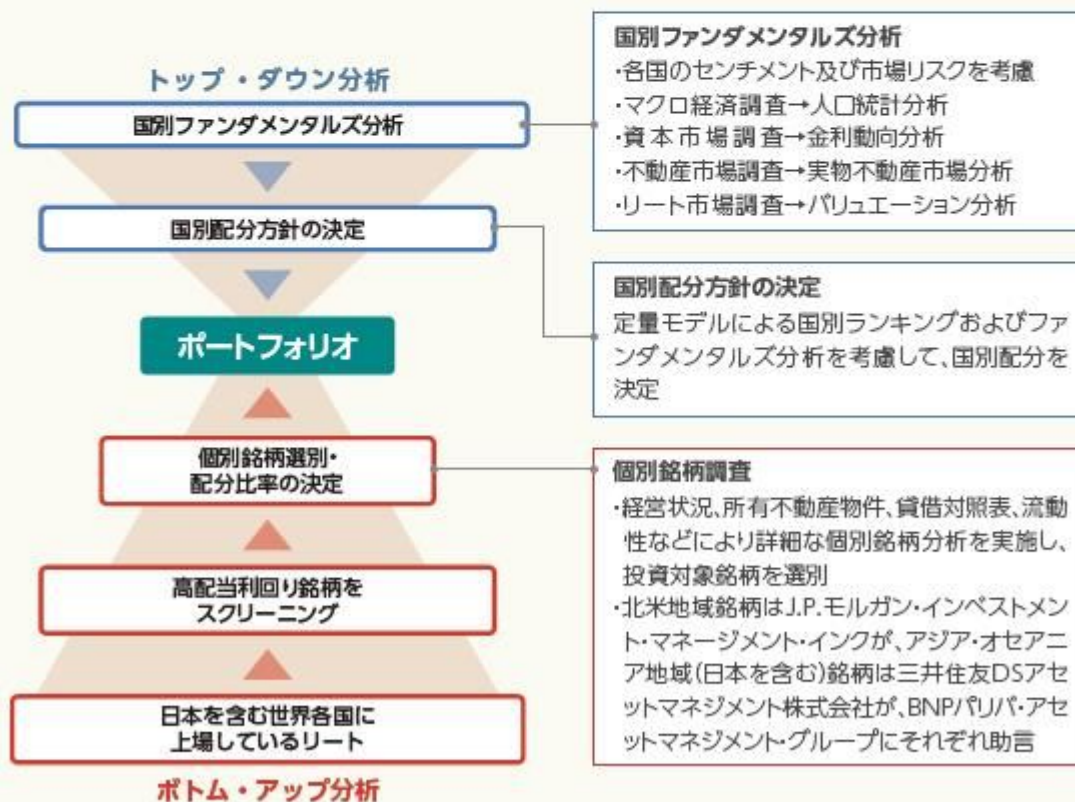 トップ・ダウン分析
国別ファンダメンタルズ分析
国別配分方針の決定
ポートフォリオ
個別銘柄選別・
配分比率の決定
高配当利回り銘柄を
スクリーニング
日本を含む世界各国に
上場しているリート
ボトム・アップ分析
国別ファンダメンタルズ分析
・各国のセンチメント及び市場リスクを考慮
・マクロ経済調査→人口統計分析
・資本市場調査→金利動向分析
・不動産市場調査→実物不動産市場分析
・リート市場調査→バリュエーション分析
国別配分方針の決定
定量モデルによる国別ランキングおよびファ
ンダメンタルズ分析を考慮して、国別配分を
決定
個別銘柄調査
・経営状況、所有不動産物件、貸借対照表、流動
性などにより詳細な個別銘柄分析を実施し、
投資対象銘柄を選別
・北米地域銘柄はJ.P.モルガン・インベストメン
ト・マネージメント・インクが、アジア・オセアニ
ア地域(日本を含む)銘柄は三井住友DSアセ
ットマネジメント株式会社が、BNPパリバ・アセ
ットマネジメント・グループにそれぞれ助言